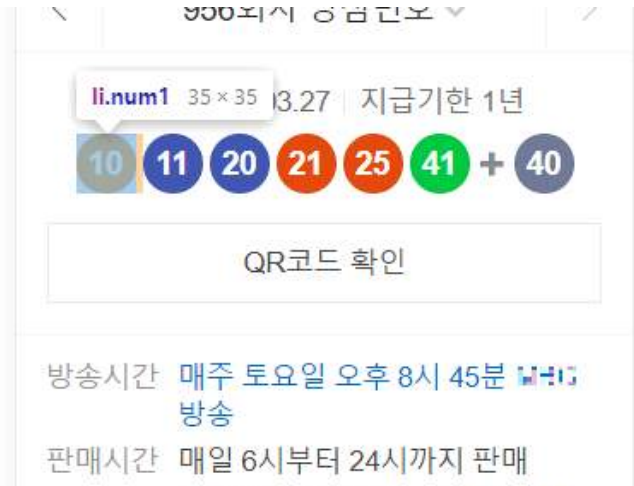 956회차 당첨번호
li.num1 35 × 35 03.27 지급기한 1년
10 11 20 21 25 41 + 40
QR코드 확인
방송시간 매주 토요일 오후 8시 45분
방송
판매시간 매일 6시부터 24시까지 판매